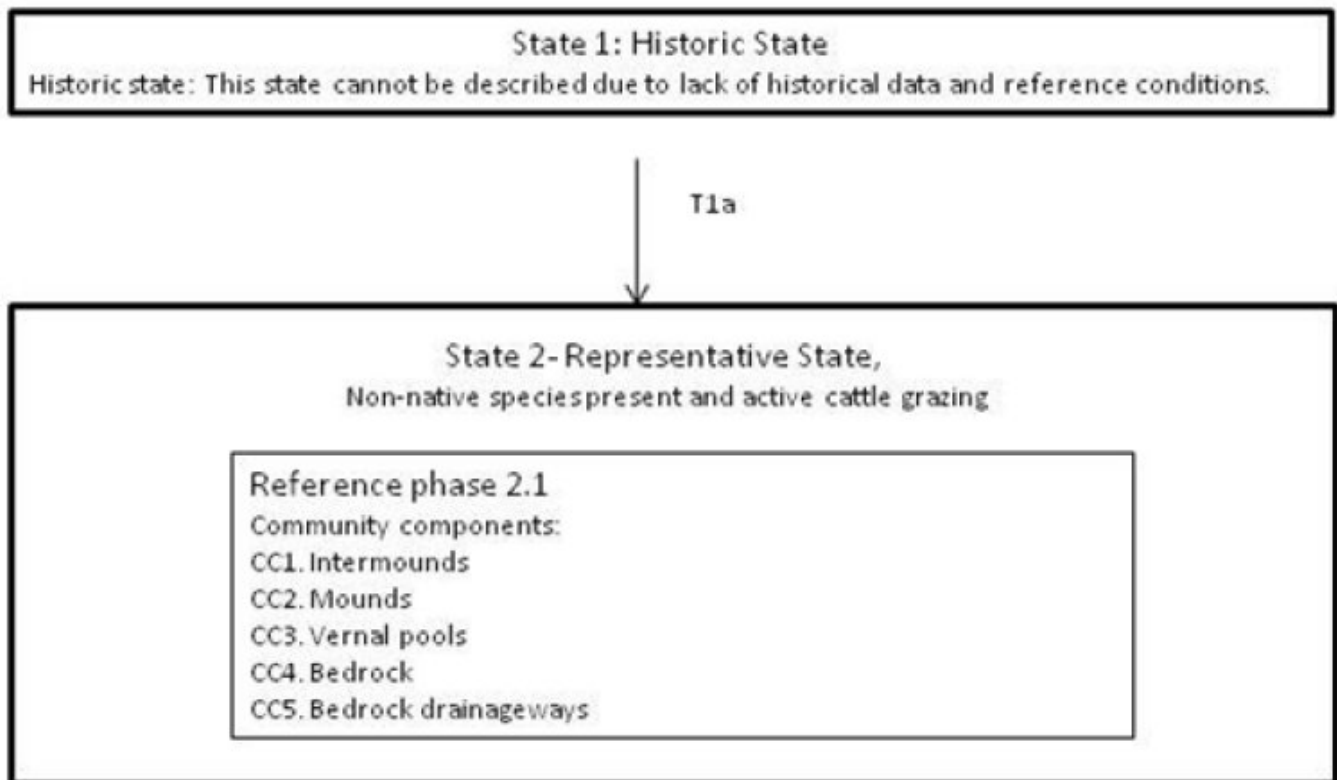 State 1: Historic State
Historic state: This state cannot be described due to lack of historical data and reference conditions.
T1a
State 2- Representative State,
Non-native species present and active cattle grazing
Reference phase 2.1
Community components:
CC1. Intermounds
CC2. Mounds
CC3. Vernal pools
CC4. Bedrock
CC5. Bedrock drainageways